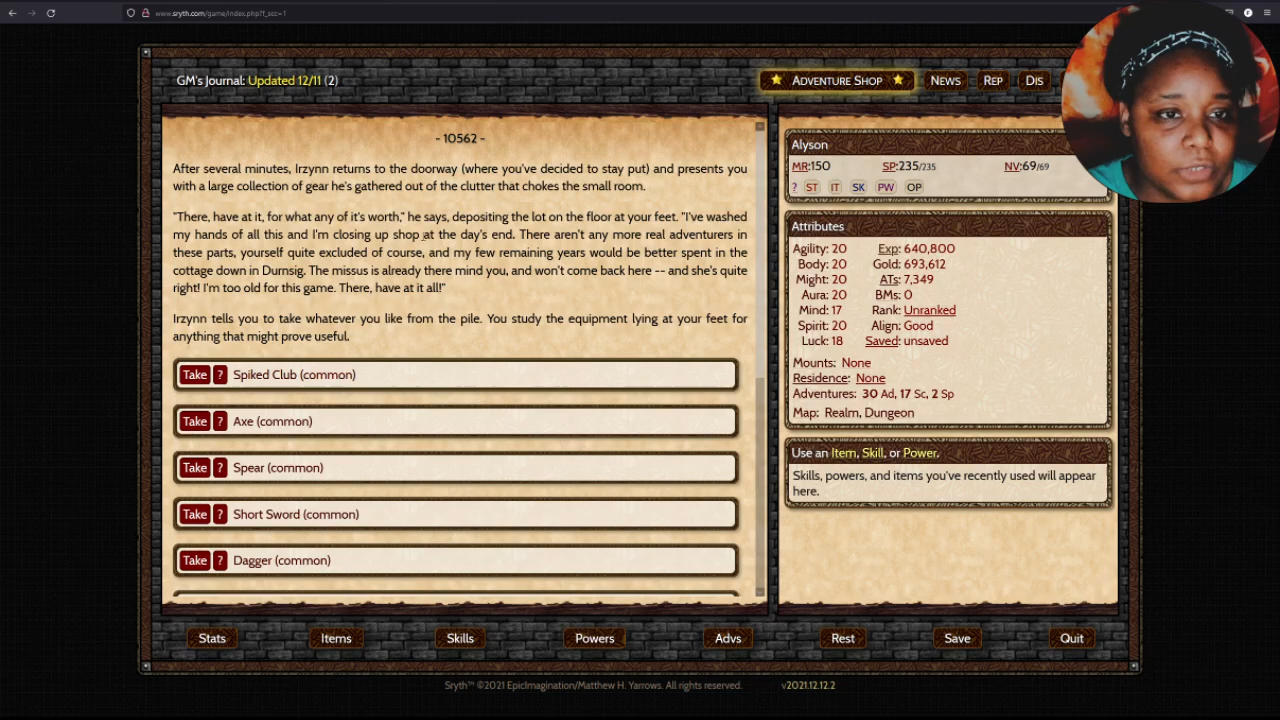 www.sryth.com/game/index.php?f_scc=1
GM's Journal: Updated 12/11 (2)
Adventure Shop
News
Rep
Dis
- 10562 -
After several minutes, Irzynn returns to the doorway (where you've decided to stay put) and presents you
with a large collection of gear he's gathered out of the clutter that chokes the small room.
"There, have at it, for what any of it's worth," he says, depositing the lot on the floor at your feet. "I've washed
my hands of all this and I'm closing up shop at the day's end. There aren't any more real adventurers in
these parts, yourself quite excluded of course, and my few remaining years would be better spent in the
cottage down in Durnsig. The missus is already there mind you, and won't come back here -- and she's quite
right! I'm too old for this game. There, have at it all!"
Irzynn tells you to take whatever you like from the pile. You study the equipment lying at your feet for
anything that might prove useful.
Take ? Spiked Club (common)
Take ? Axe (common)
Take ? Spear (common)
Take ? Short Sword (common)
Take ? Dagger (common)
Alyson
MR:150 SP:235/235 NV:69/69
? ST IT SK PW OP
Attributes
Agility: 20 Exp: 640,800
Body: 20 Gold: 693,612
Might: 20 ATs: 7,349
Aura: 20 BMs: 0
Mind: 17 Rank: Unranked
Spirit: 20 Align: Good
Luck: 18 Saved: unsaved
Mounts: None
Residence: None
Adventures: 30 Ad, 17 Sc, 2 Sp
Map: Realm, Dungeon
Use an Item, Skill, or Power.
Skills, powers, and items you've recently used will appear
here.
Stats Items Skills Powers Advs Rest Save Quit
Sryth™ ©2021 EpicImagination/Matthew H. Yarrows. All rights reserved. v2021.12.12.2